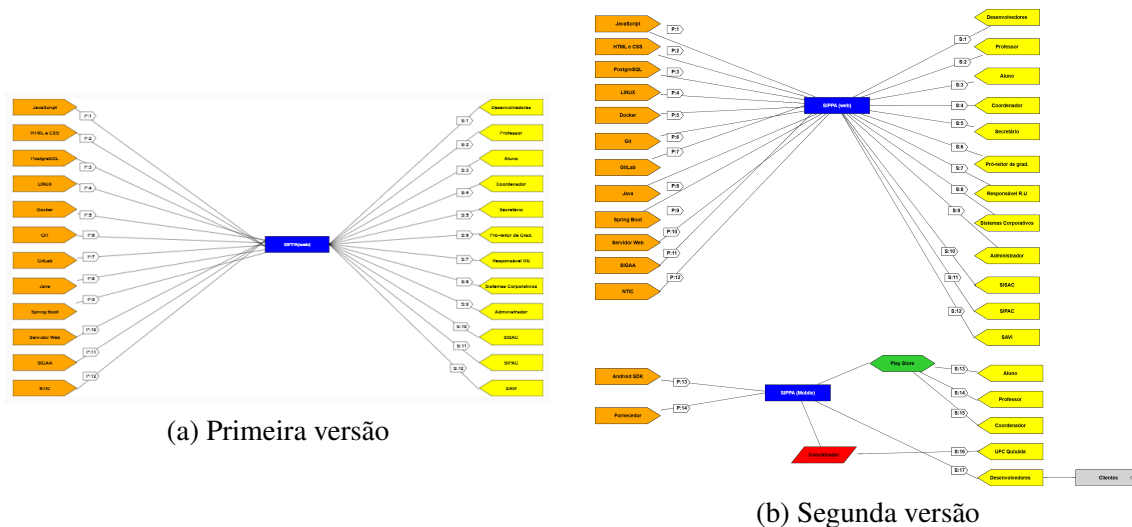 JavaScript
HTML e CSS
PostgreSQL
LINUX
Docker
Git
GitLab
Java
Spring Boot
Servidor Web
SIGAA
NTIC
P:1
P:2
P:3
P:4
P:5
P:6
P:7
P:8
P:9
P:10
P:11
P:12
SIPPA(web)
S:1
S:2
S:3
S:4
S:5
S:6
S:7
S:8
S:9
S:10
S:11
S:12
Desenvolvedores
Professor
Aluno
Coordenador
Secretário
Pró-reitor de Grad.
Responsável RU
Sistemas Corporativos
Administrador
SISAC
SIPAC
SAVI
(a) Primeira versão
JavaScript
HTML e CSS
PostgreSQL
LINUX
Docker
Git
GitLab
Java
Spring Boot
Servidor Web
SIGAA
NTIC
P:1
P:2
P:3
P:4
P:5
P:6
P:7
P:8
P:9
P:10
P:11
P:12
SIPPA (web)
S:1
S:2
S:3
S:4
S:5
S:6
S:7
S:8
S:9
S:10
S:11
S:12
Desenvolvedores
Professor
Aluno
Coordenador
Secretário
Pró-reitor de grad.
Responsável R.U
Sistemas Corporativos
Administrador
SISAC
SIPAC
SAVI
Android SDK
Fornecedor
P:13
P:14
SIPPA (Mobile)
Play Store
Coordenador
S:13
S:14
S:15
S:16
S:17
Aluno
Professor
Coordenador
UFC Quixáda
Desenvolvedores
Clientes
(b) Segunda versão